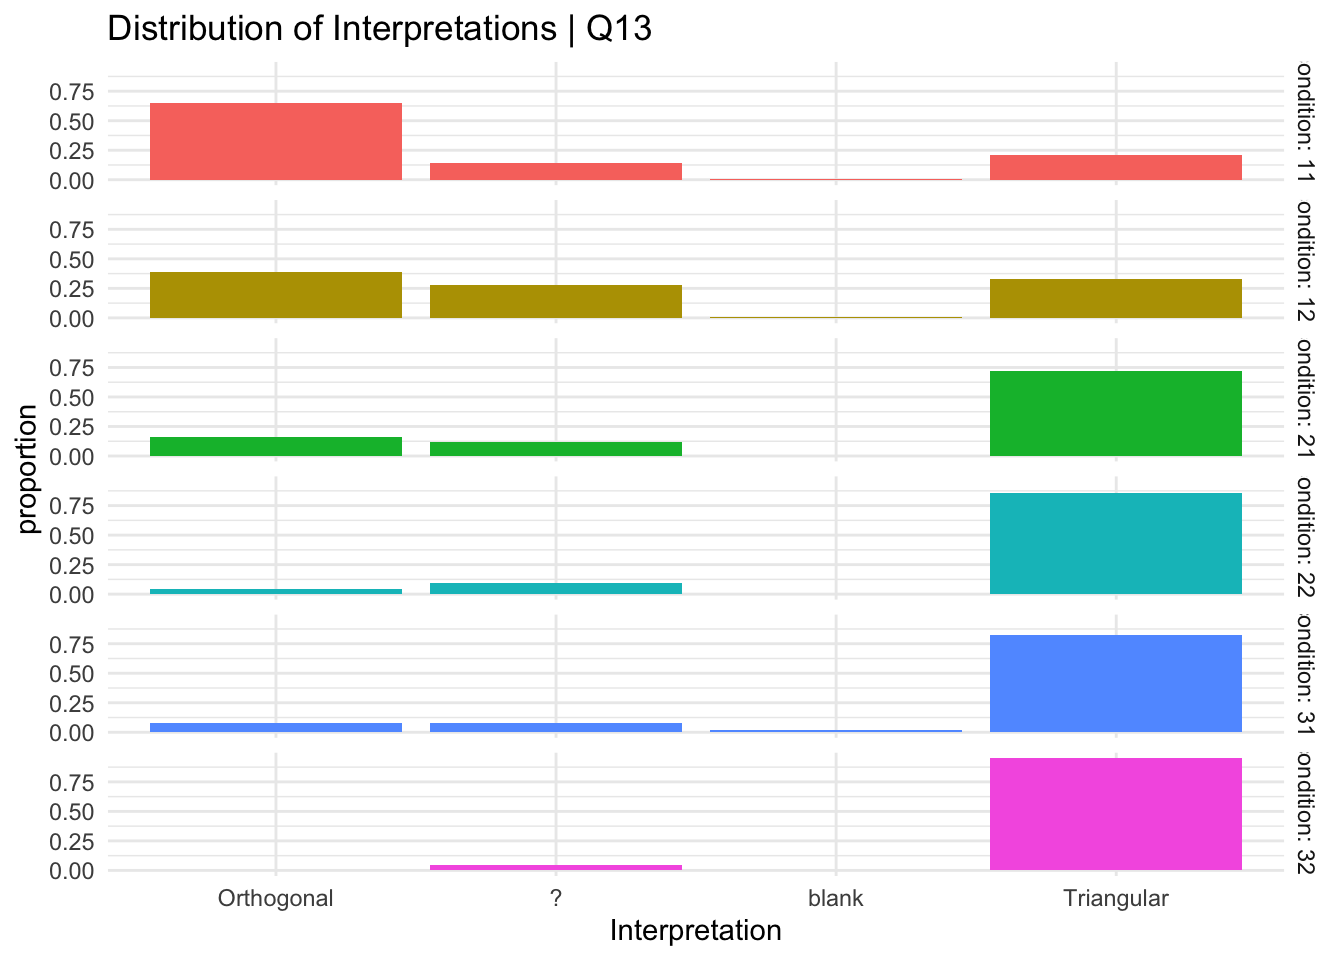 Distribution of Interpretations | Q13
0.75
0.50
0.25
0.00
ondition: 11
0.75
0.50
0.25
0.00
ondition: 12
0.75
0.50
0.25
0.00
ondition: 21
0.75
0.50
0.25
0.00
ondition: 22
0.75
0.50
0.25
0.00
ondition: 31
0.75
0.50
0.25
0.00
ondition: 32
proportion
Orthogonal ? blank Triangular
Interpretation